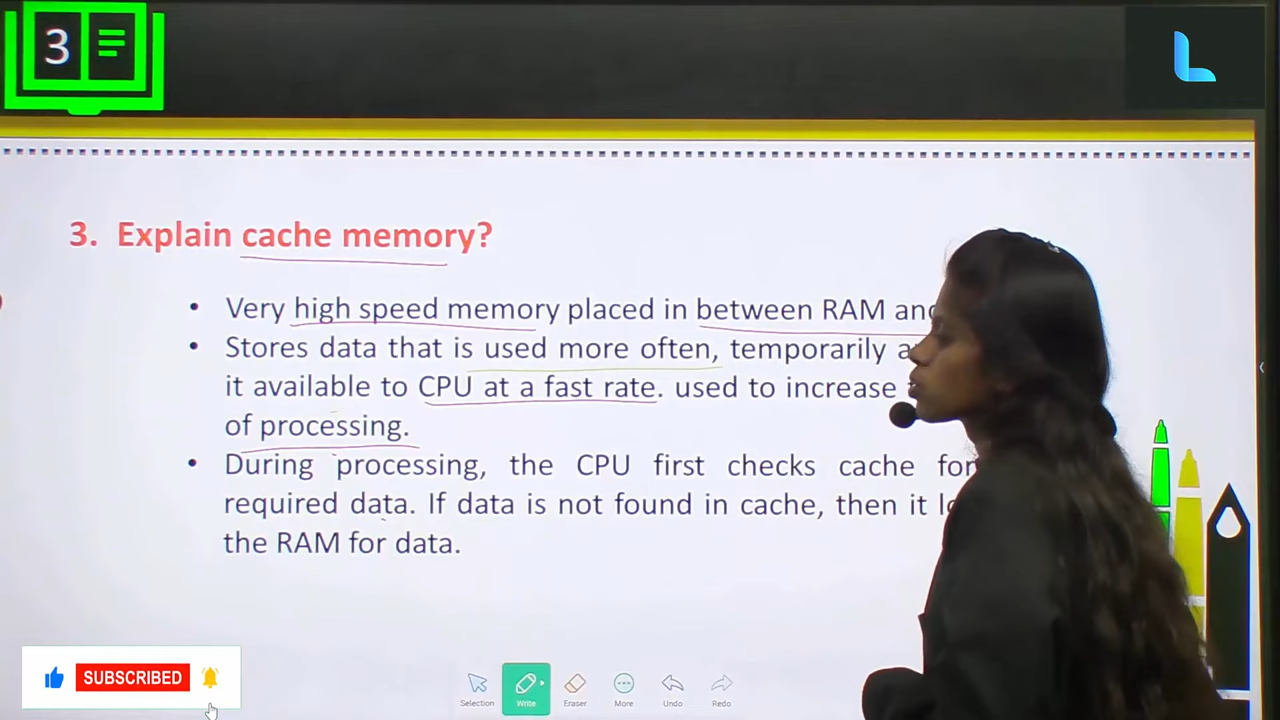 3
3. Explain cache memory?
• Very high speed memory placed in between RAM and
• Stores data that is used more often, temporarily
it available to CPU at a fast rate. used to increase
of processing.
• During processing, the CPU first checks cache for
required data. If data is not found in cache, then it
the RAM for data.
SUBSCRIBED
Selection
Write
Eraser
More
Undo
Redo